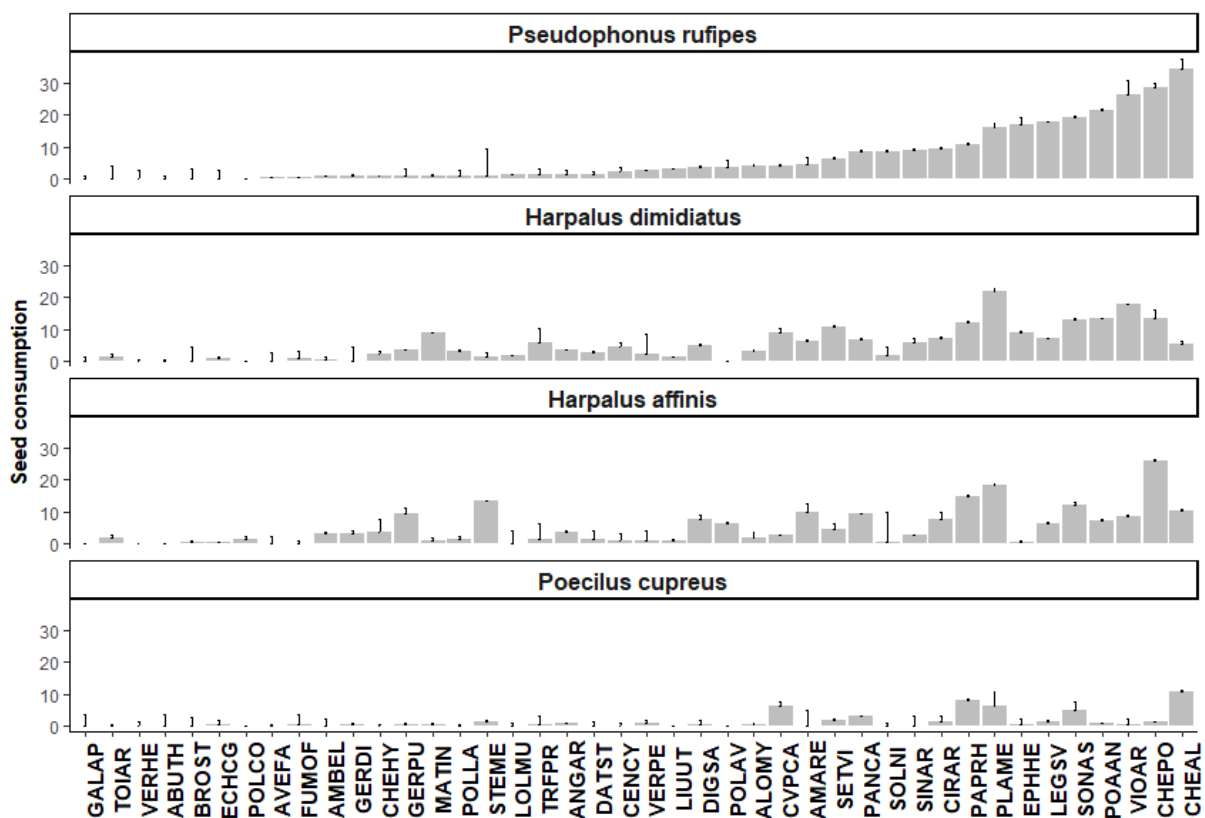 Pseudophonus rufipes
30
20
10
0
Harpalus dimidiatus
30
20
10
0
Seed consumption
Harpalus affinis
30
20
10
0
Poecilus cupreus
30
20
10
0
GALAP
TOIAR
VERHE
ABUTH
BROST
ECHCG
POLCO
AVEFA
FUMOF
AMBEL
GERDI
CHEHY
GERPU
MATIN
POLLA
STEME
LOLMU
TRFPR
ANGAR
DATST
CENCY
VERPE
LIUUT
DIGSA
POLAV
ALOMY
CVPCA
AMARE
SETVI
PANCA
SOLNI
SINAR
CIRAR
PAPRH
PLAME
EPHHE
LEGSV
SONAS
POAAN
VIOAR
CHEPO
CHEAL